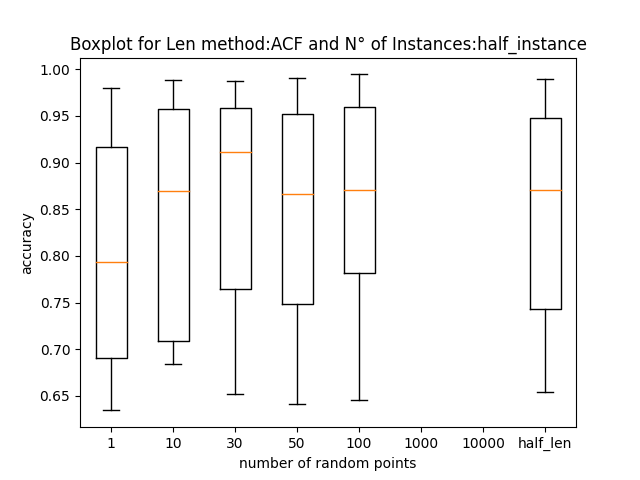 Boxplot for Len method:ACF and N° of Instances:half_instance
1.00
0.95
0.90
0.85
0.80
0.75
0.70
0.65
accuracy
1 10 30 50 100 1000 10000 half_len
number of random points